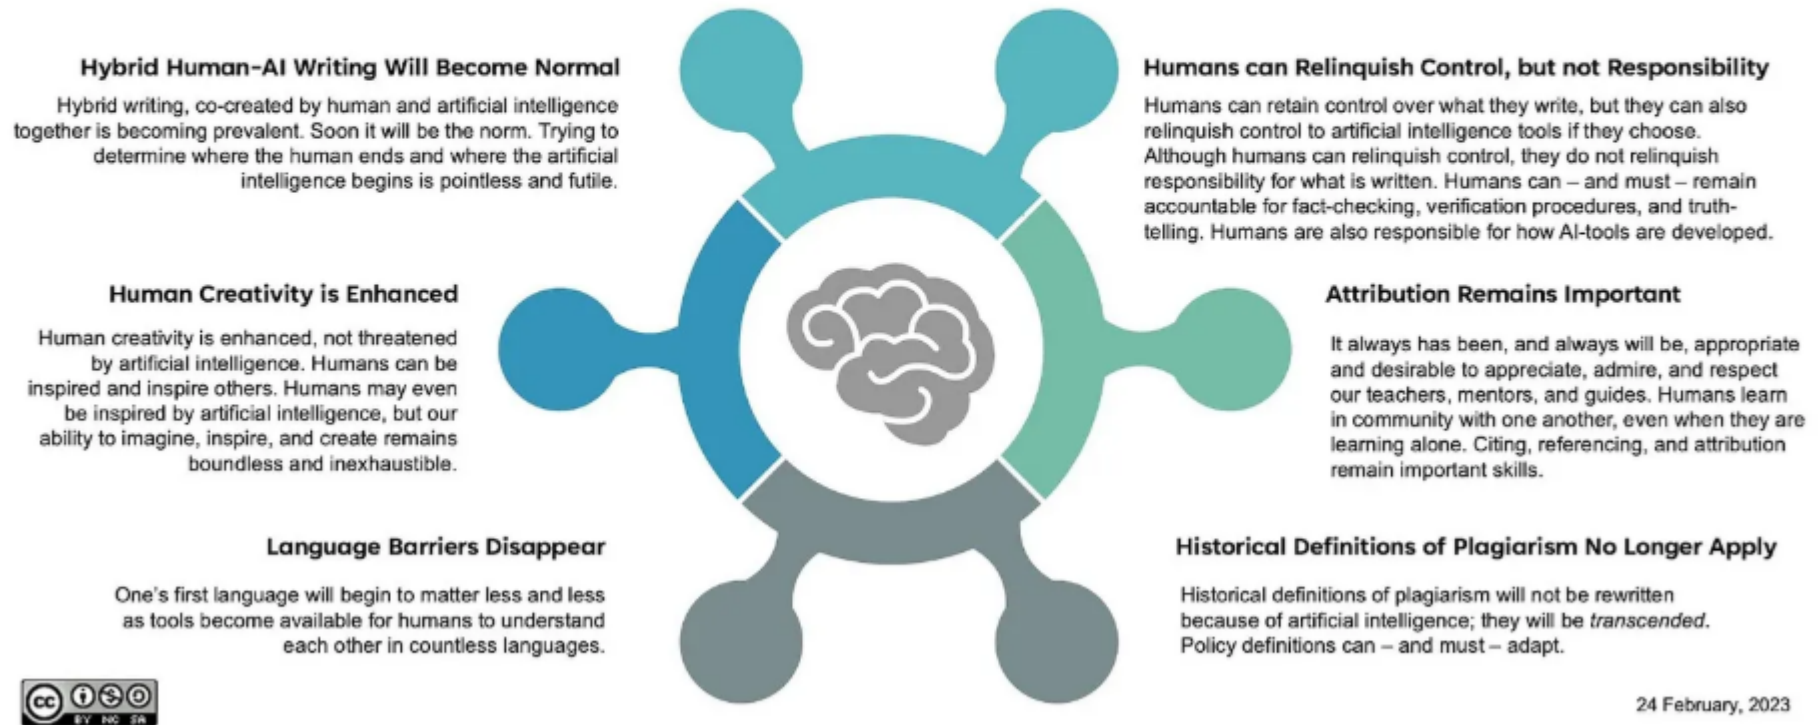 Hybrid Human-AI Writing Will Become Normal
Hybrid writing, co-created by human and artificial intelligence
together is becoming prevalent. Soon it will be the norm. Trying to
determine where the human ends and where the artificial
intelligence begins is pointless and futile.
Humans can Relinquish Control, but not Responsibility
Humans can retain control over what they write, but they can also
relinquish control to artificial intelligence tools if they choose.
Although humans can relinquish control, they do not relinquish
responsibility for what is written. Humans can – and must – remain
accountable for fact-checking, verification procedures, and truth-
telling. Humans are also responsible for how AI-tools are developed.
Human Creativity is Enhanced
Human creativity is enhanced, not threatened
by artificial intelligence. Humans can be
inspired and inspire others. Humans may even
be inspired by artificial intelligence, but our
ability to imagine, inspire, and create remains
boundless and inexhaustible.
Attribution Remains Important
It always has been, and always will be, appropriate
and desirable to appreciate, admire, and respect
our teachers, mentors, and guides. Humans learn
in community with one another, even when they are
learning alone. Citing, referencing, and attribution
remain important skills.
Language Barriers Disappear
One's first language will begin to matter less and less
as tools become available for humans to understand
each other in countless languages.
Historical Definitions of Plagiarism No Longer Apply
Historical definitions of plagiarism will not be rewritten
because of artificial intelligence; they will be transcended.
Policy definitions can – and must – adapt.
cc
BY NC SA
24 February, 2023